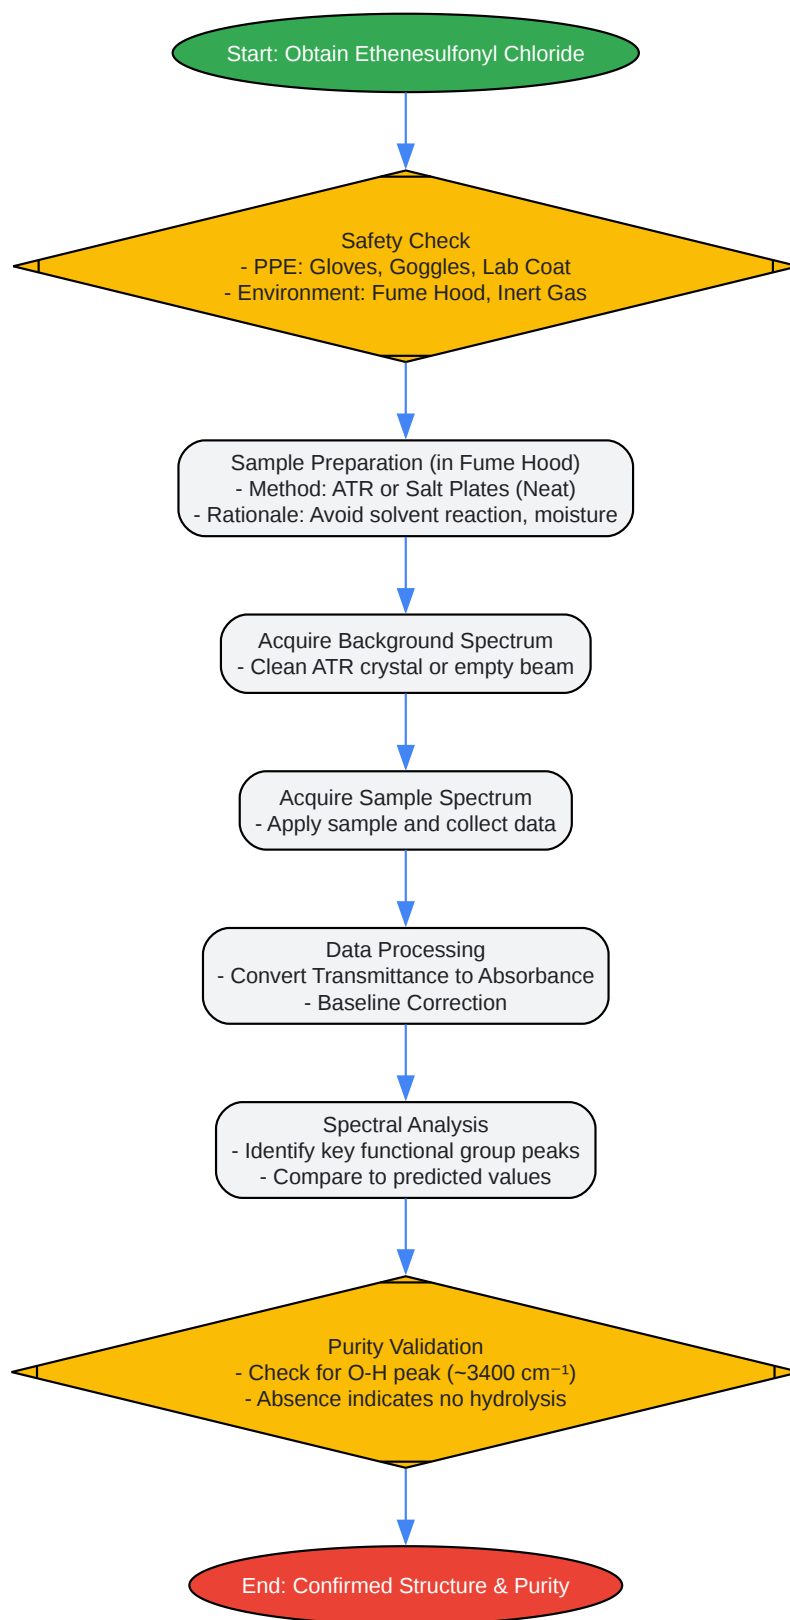 Start: Obtain Ethenesulfonyl Chloride
Safety Check
- PPE: Gloves, Goggles, Lab Coat
- Environment: Fume Hood, Inert Gas
Sample Preparation (in Fume Hood)
- Method: ATR or Salt Plates (Neat)
- Rationale: Avoid solvent reaction, moisture
Acquire Background Spectrum
- Clean ATR crystal or empty beam
Acquire Sample Spectrum
- Apply sample and collect data
Data Processing
- Convert Transmittance to Absorbance
- Baseline Correction
Spectral Analysis
- Identify key functional group peaks
- Compare to predicted values
Purity Validation
- Check for O-H peak (~3400 cm⁻¹)
- Absence indicates no hydrolysis
End: Confirmed Structure & Purity